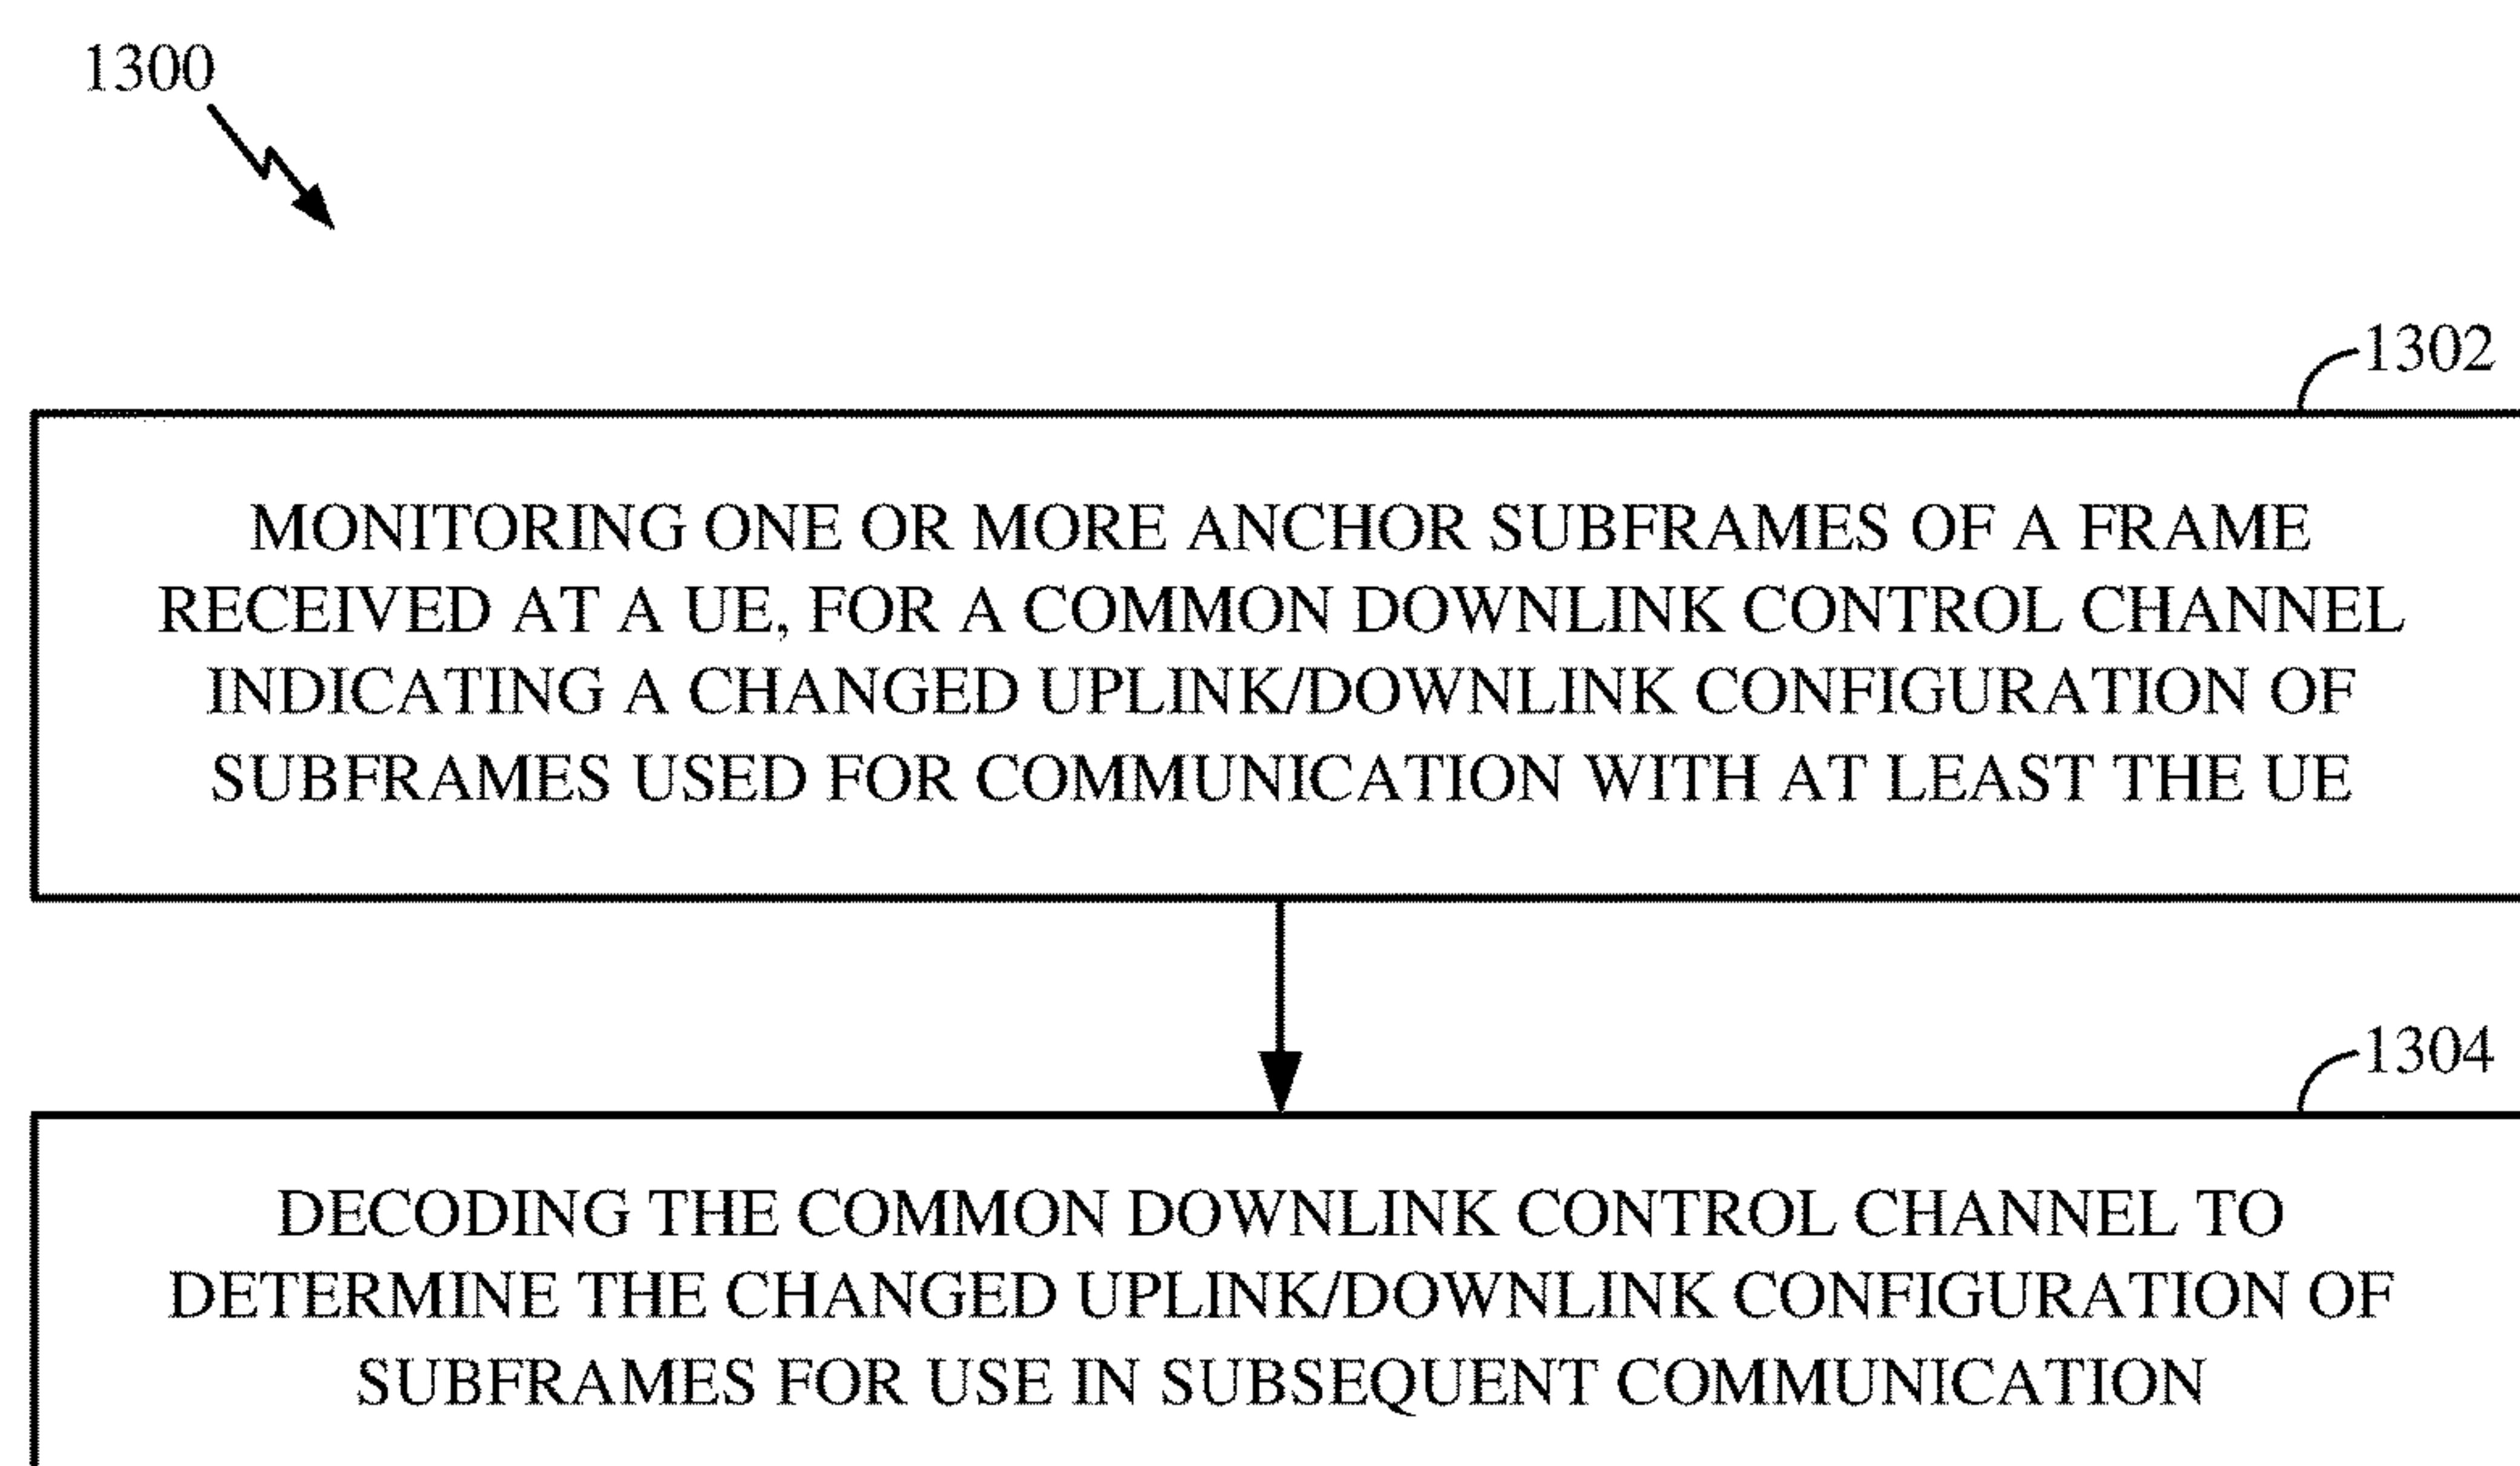 1300
1302
MONITORING ONE OR MORE ANCHOR SUBFRAMES OF A FRAME
RECEIVED AT A UE, FOR A COMMON DOWNLINK CONTROL CHANNEL
INDICATING A CHANGED UPLINK/DOWNLINK CONFIGURATION OF
SUBFRAMES USED FOR COMMUNICATION WITH AT LEAST THE UE
1304
DECODING THE COMMON DOWNLINK CONTROL CHANNEL TO
DETERMINE THE CHANGED UPLINK/DOWNLINK CONFIGURATION OF
SUBFRAMES FOR USE IN SUBSEQUENT COMMUNICATION